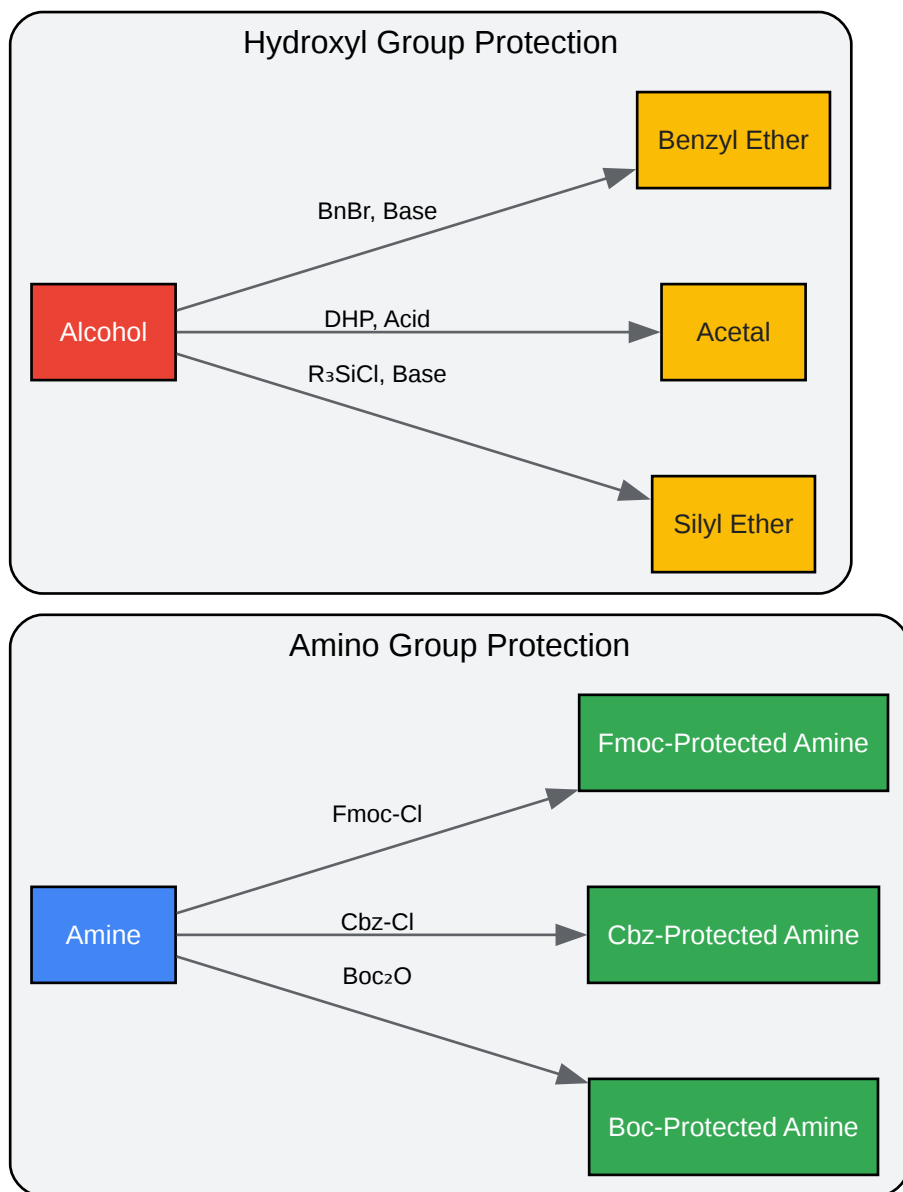 Hydroxyl Group Protection
Benzyl Ether
BnBr, Base
Alcohol
DHP, Acid
Acetal
R₃SiCl, Base
Silyl Ether
Amino Group Protection
Fmoc-Protected Amine
Fmoc-Cl
Amine
Cbz-Cl
Cbz-Protected Amine
Boc₂O
Boc-Protected Amine